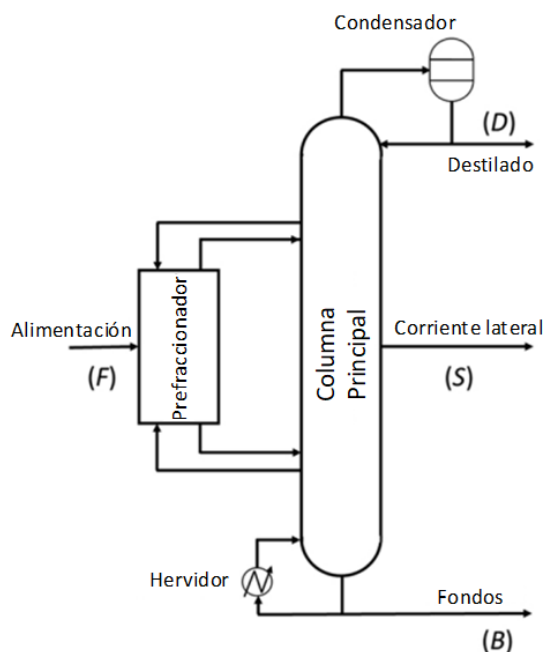 Condensador
(D)
Destilado
Alimentación
(F)
Prefraccionador
Columna
Principal
Corriente lateral
(S)
Hervidor
Fondos
(B)